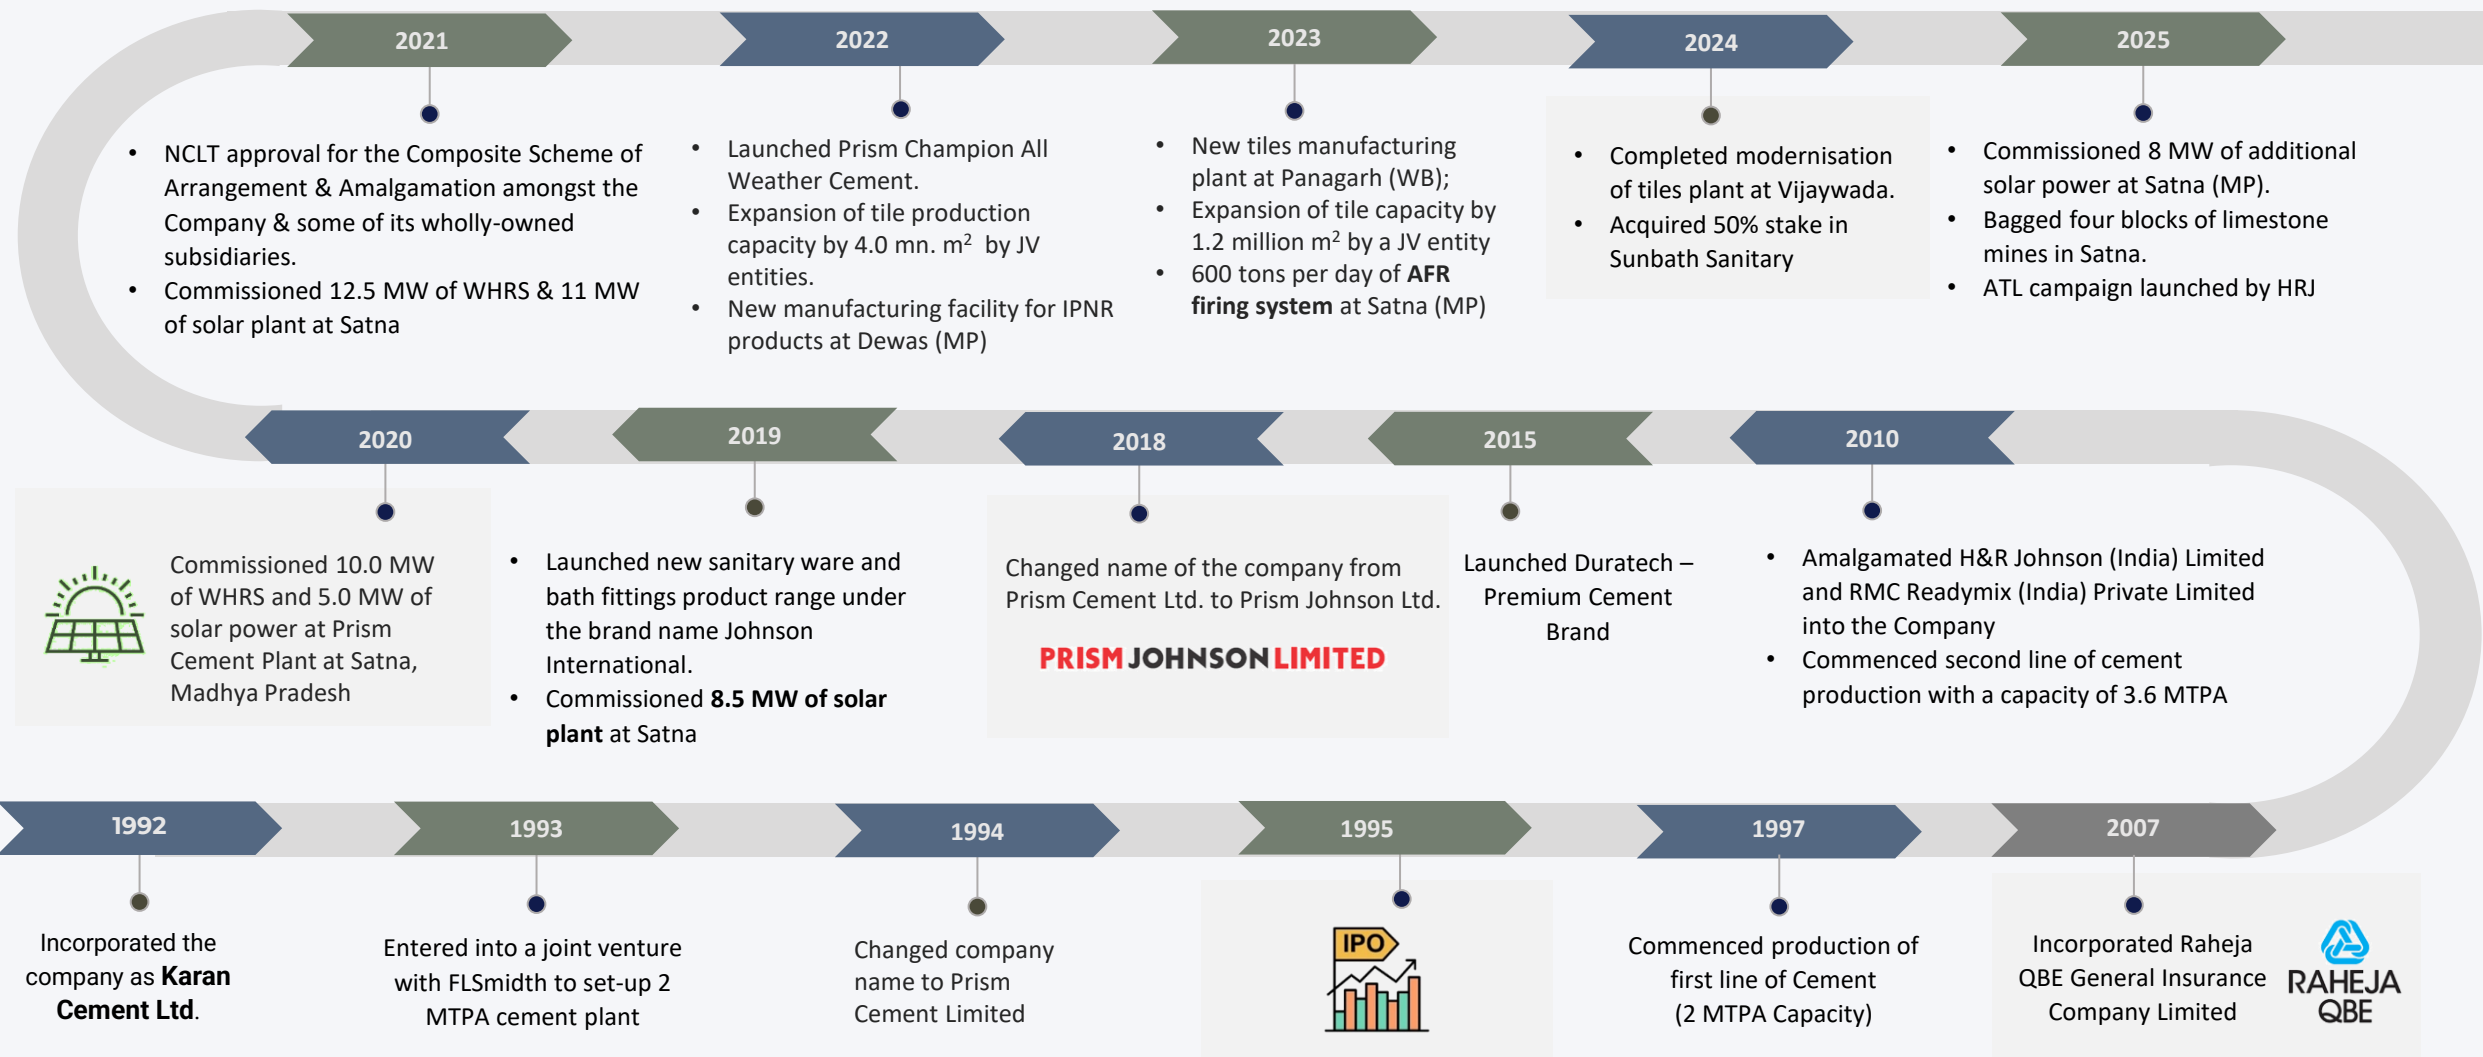 2021
• NCLT approval for the Composite Scheme of
Arrangement & Amalgamation amongst the
Company & some of its wholly-owned
subsidiaries.
• Commissioned 12.5 MW of WHRS & 11 MW
of solar plant at Satna
2022
• Launched Prism Champion All
Weather Cement.
• Expansion of tile production
capacity by 4.0 mn. m² by JV
entities.
• New manufacturing facility for IPNR
products at Dewas (MP)
2023
• New tiles manufacturing
plant at Panagarh (WB);
• Expansion of tile capacity by
1.2 million m² by a JV entity
• 600 tons per day of AFR
firing system at Satna (MP)
2024
• Completed modernisation
of tiles plant at Vijaywada.
• Acquired 50% stake in
Sunbath Sanitary
2025
• Commissioned 8 MW of additional
solar power at Satna (MP).
• Bagged four blocks of limestone
mines in Satna.
• ATL campaign launched by HRJ
2020
Commissioned 10.0 MW
of WHRS and 5.0 MW of
solar power at Prism
Cement Plant at Satna,
Madhya Pradesh
2019
• Launched new sanitary ware and
bath fittings product range under
the brand name Johnson
International.
• Commissioned 8.5 MW of solar
plant at Satna
2018
Changed name of the company from
Prism Cement Ltd. to Prism Johnson Ltd.
PRISM JOHNSON LIMITED
2015
Launched Duratech –
Premium Cement
Brand
2010
• Amalgamated H&R Johnson (India) Limited
and RMC Readymix (India) Private Limited
into the Company
• Commenced second line of cement
production with a capacity of 3.6 MTPA
1992
Incorporated the
company as Karan
Cement Ltd.
1993
Entered into a joint venture
with FLSmidth to set-up 2
MTPA cement plant
1994
Changed company
name to Prism
Cement Limited
1995
IPO
1997
Commenced production of
first line of Cement
(2 MTPA Capacity)
2007
Incorporated Raheja
QBE General Insurance
Company Limited
RAHEJA
QBE